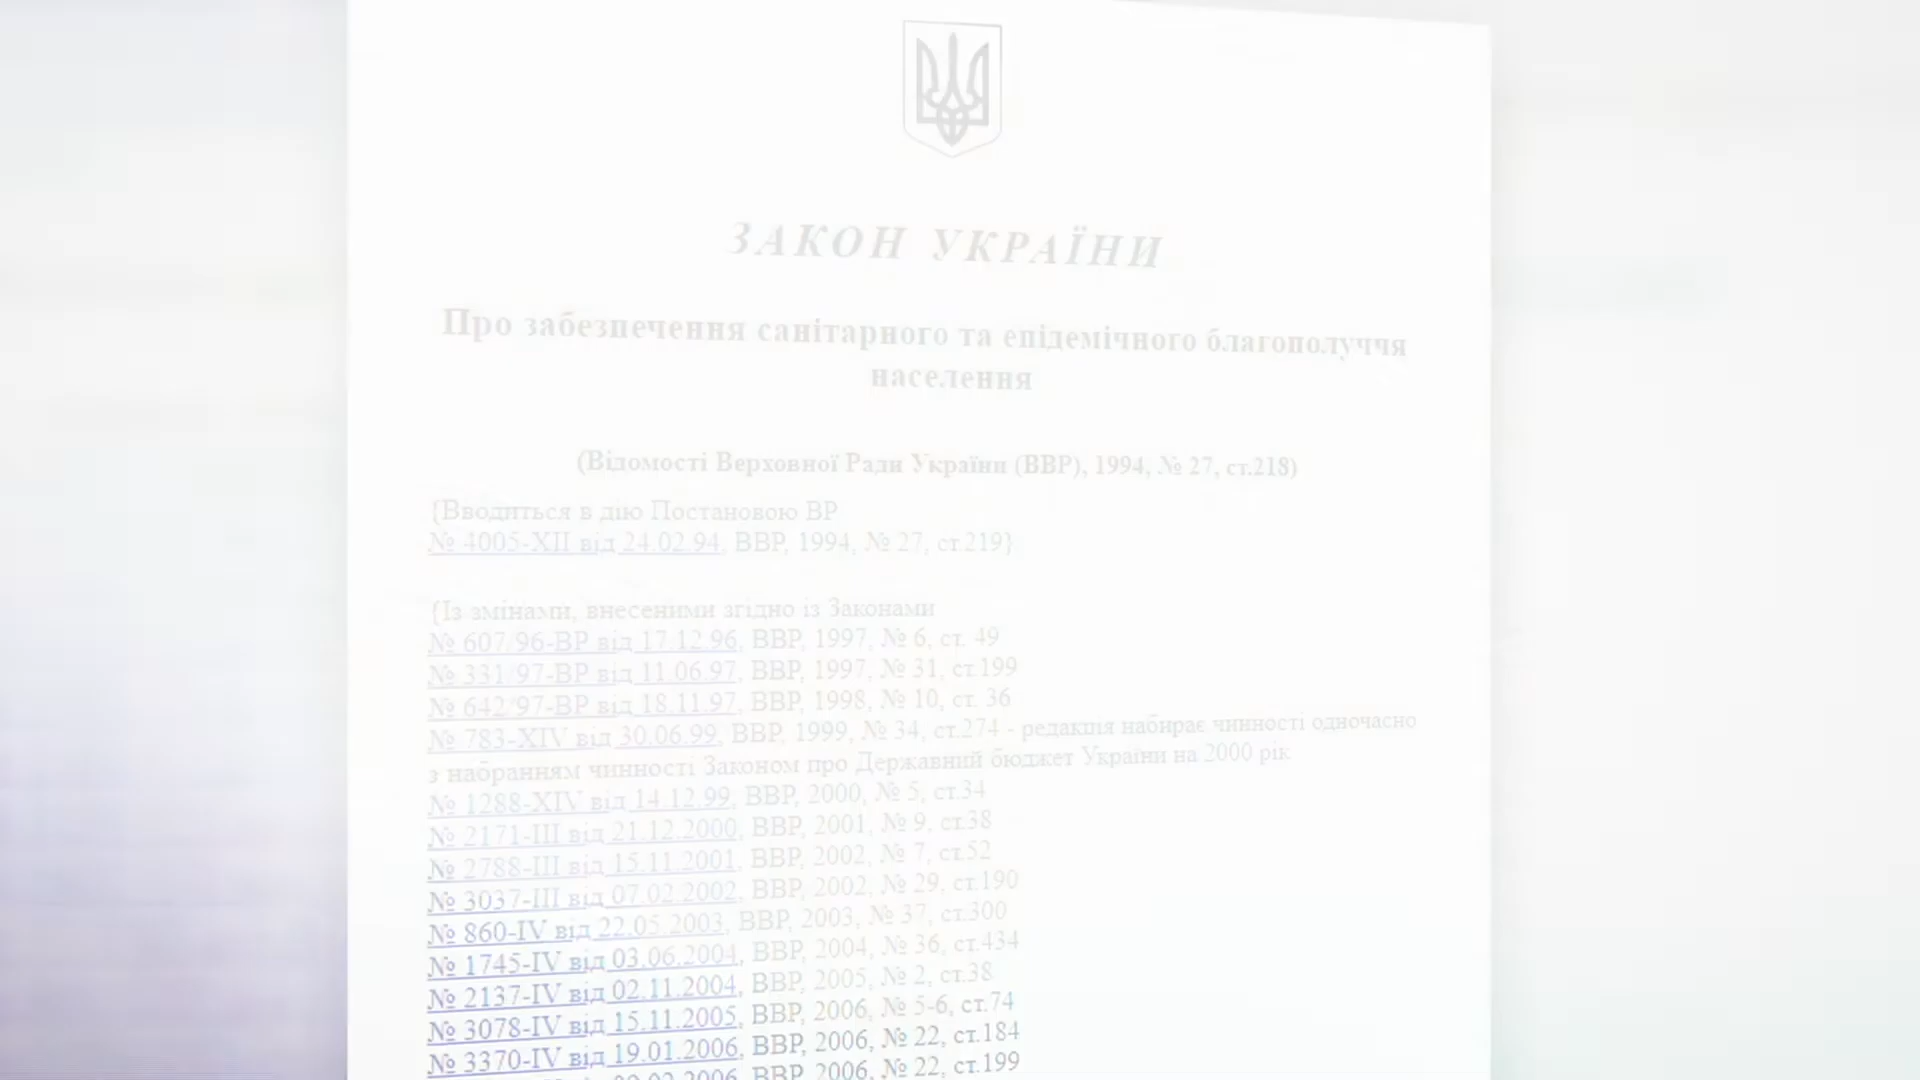 ЗАКОН УКРАЇНИ
Про забезпечення санітарного та епідемічного благополуччя
населення
(Відомості Верховної Ради України (ВВР), 1994, № 27, ст.218)
{Вводиться в дію Постановою ВР
№ 4005-XII від 24.02.94, ВВР, 1994, № 27, ст.219}
{Із змінами, внесеними згідно із Законами
№ 607/96-ВР від 17.12.96, ВВР, 1997, № 6, ст. 49
№ 331/97-ВР від 11.06.97, ВВР, 1997, № 31, ст.199
№ 642/97-ВР від 18.11.97, ВВР, 1998, № 10, ст. 36
№ 783-XIV від 30.06.99, ВВР, 1999, № 34, ст.274 - редакція набирає чинності одночасно
з набранням чинності Законом про Державний бюджет України на 2000 рік
№ 1288-XIV від 14.12.99, ВВР, 2000, № 5, ст.34
№ 2171-III від 21.12.2000, ВВР, 2001, № 9, ст.38
№ 2788-III від 15.11.2001, ВВР, 2002, № 7, ст.52
№ 3037-III від 07.02.2002, ВВР, 2002, № 29, ст.190
№ 860-IV від 22.05.2003, ВВР, 2003, № 37, ст.300
№ 1745-IV від 03.06.2004, ВВР, 2004, № 36, ст.434
№ 2137-IV від 02.11.2004, ВВР, 2005, № 2, ст.38
№ 3078-IV від 15.11.2005, ВВР, 2006, № 5-6, ст.74
№ 3370-IV від 19.01.2006, ВВР, 2006, № 22, ст.184
ВВР, 2006, № 22, ст.199